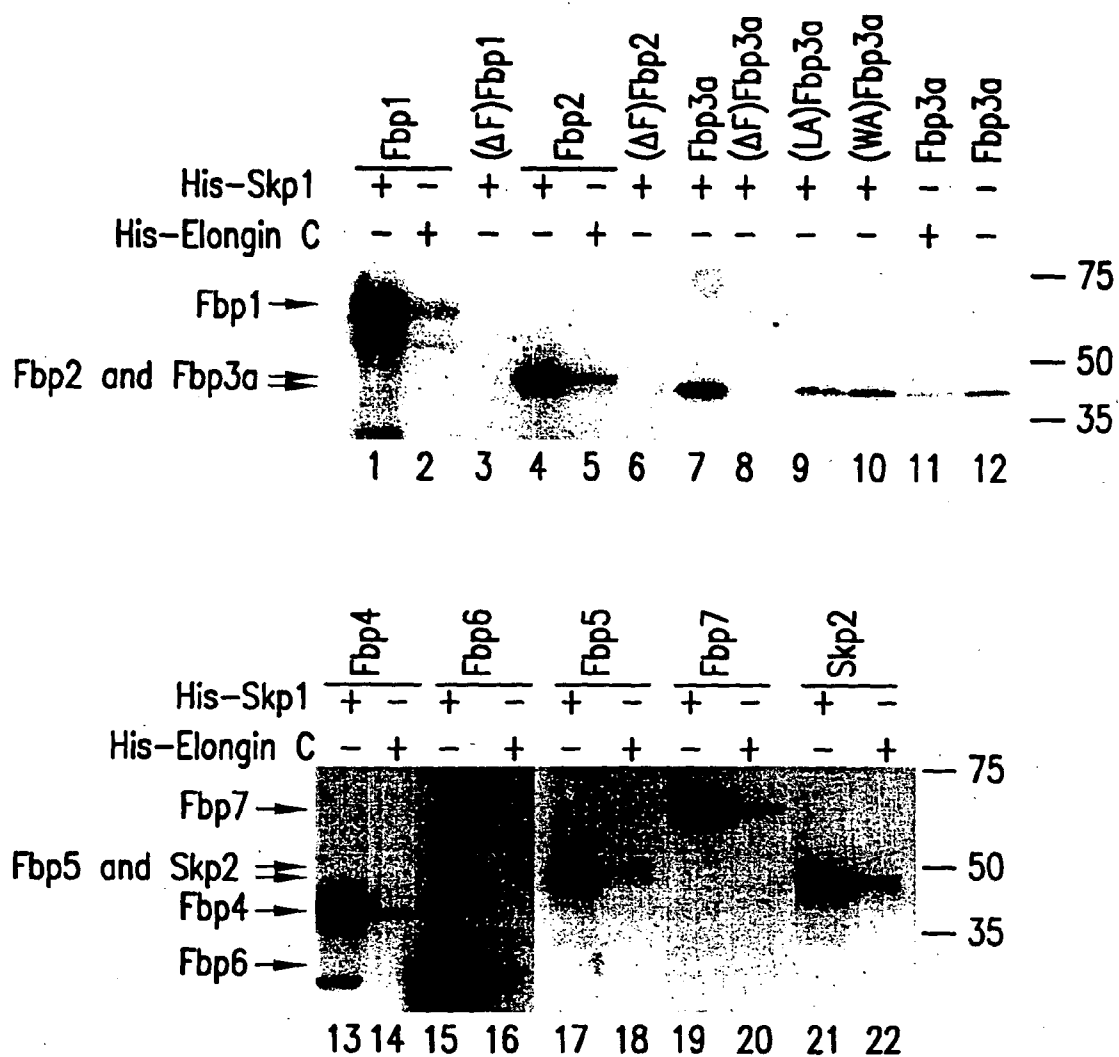 Fbp1 (ΔF)Fbp1 Fbp2 (ΔF)Fbp2 Fbp3a (ΔF)Fbp3a (LA)Fbp3a (WA)Fbp3a Fbp3a Fbp3a
His-Skp1 + - + + - + + + + + - -
His-Elongin C - + - - + - - - - - + -
75
Fbp1
50
Fbp2 and Fbp3a
35
1 2 3 4 5 6 7 8 9 10 11 12
Fbp4 Fbp6 Fbp5 Fbp7 Skp2
His-Skp1 + - + - + - + - + -
His-Elongin C - + - + - + - + - +
75
Fbp7
50
Fbp5 and Skp2
Fbp4
35
Fbp6
13 14 15 16 17 18 19 20 21 22